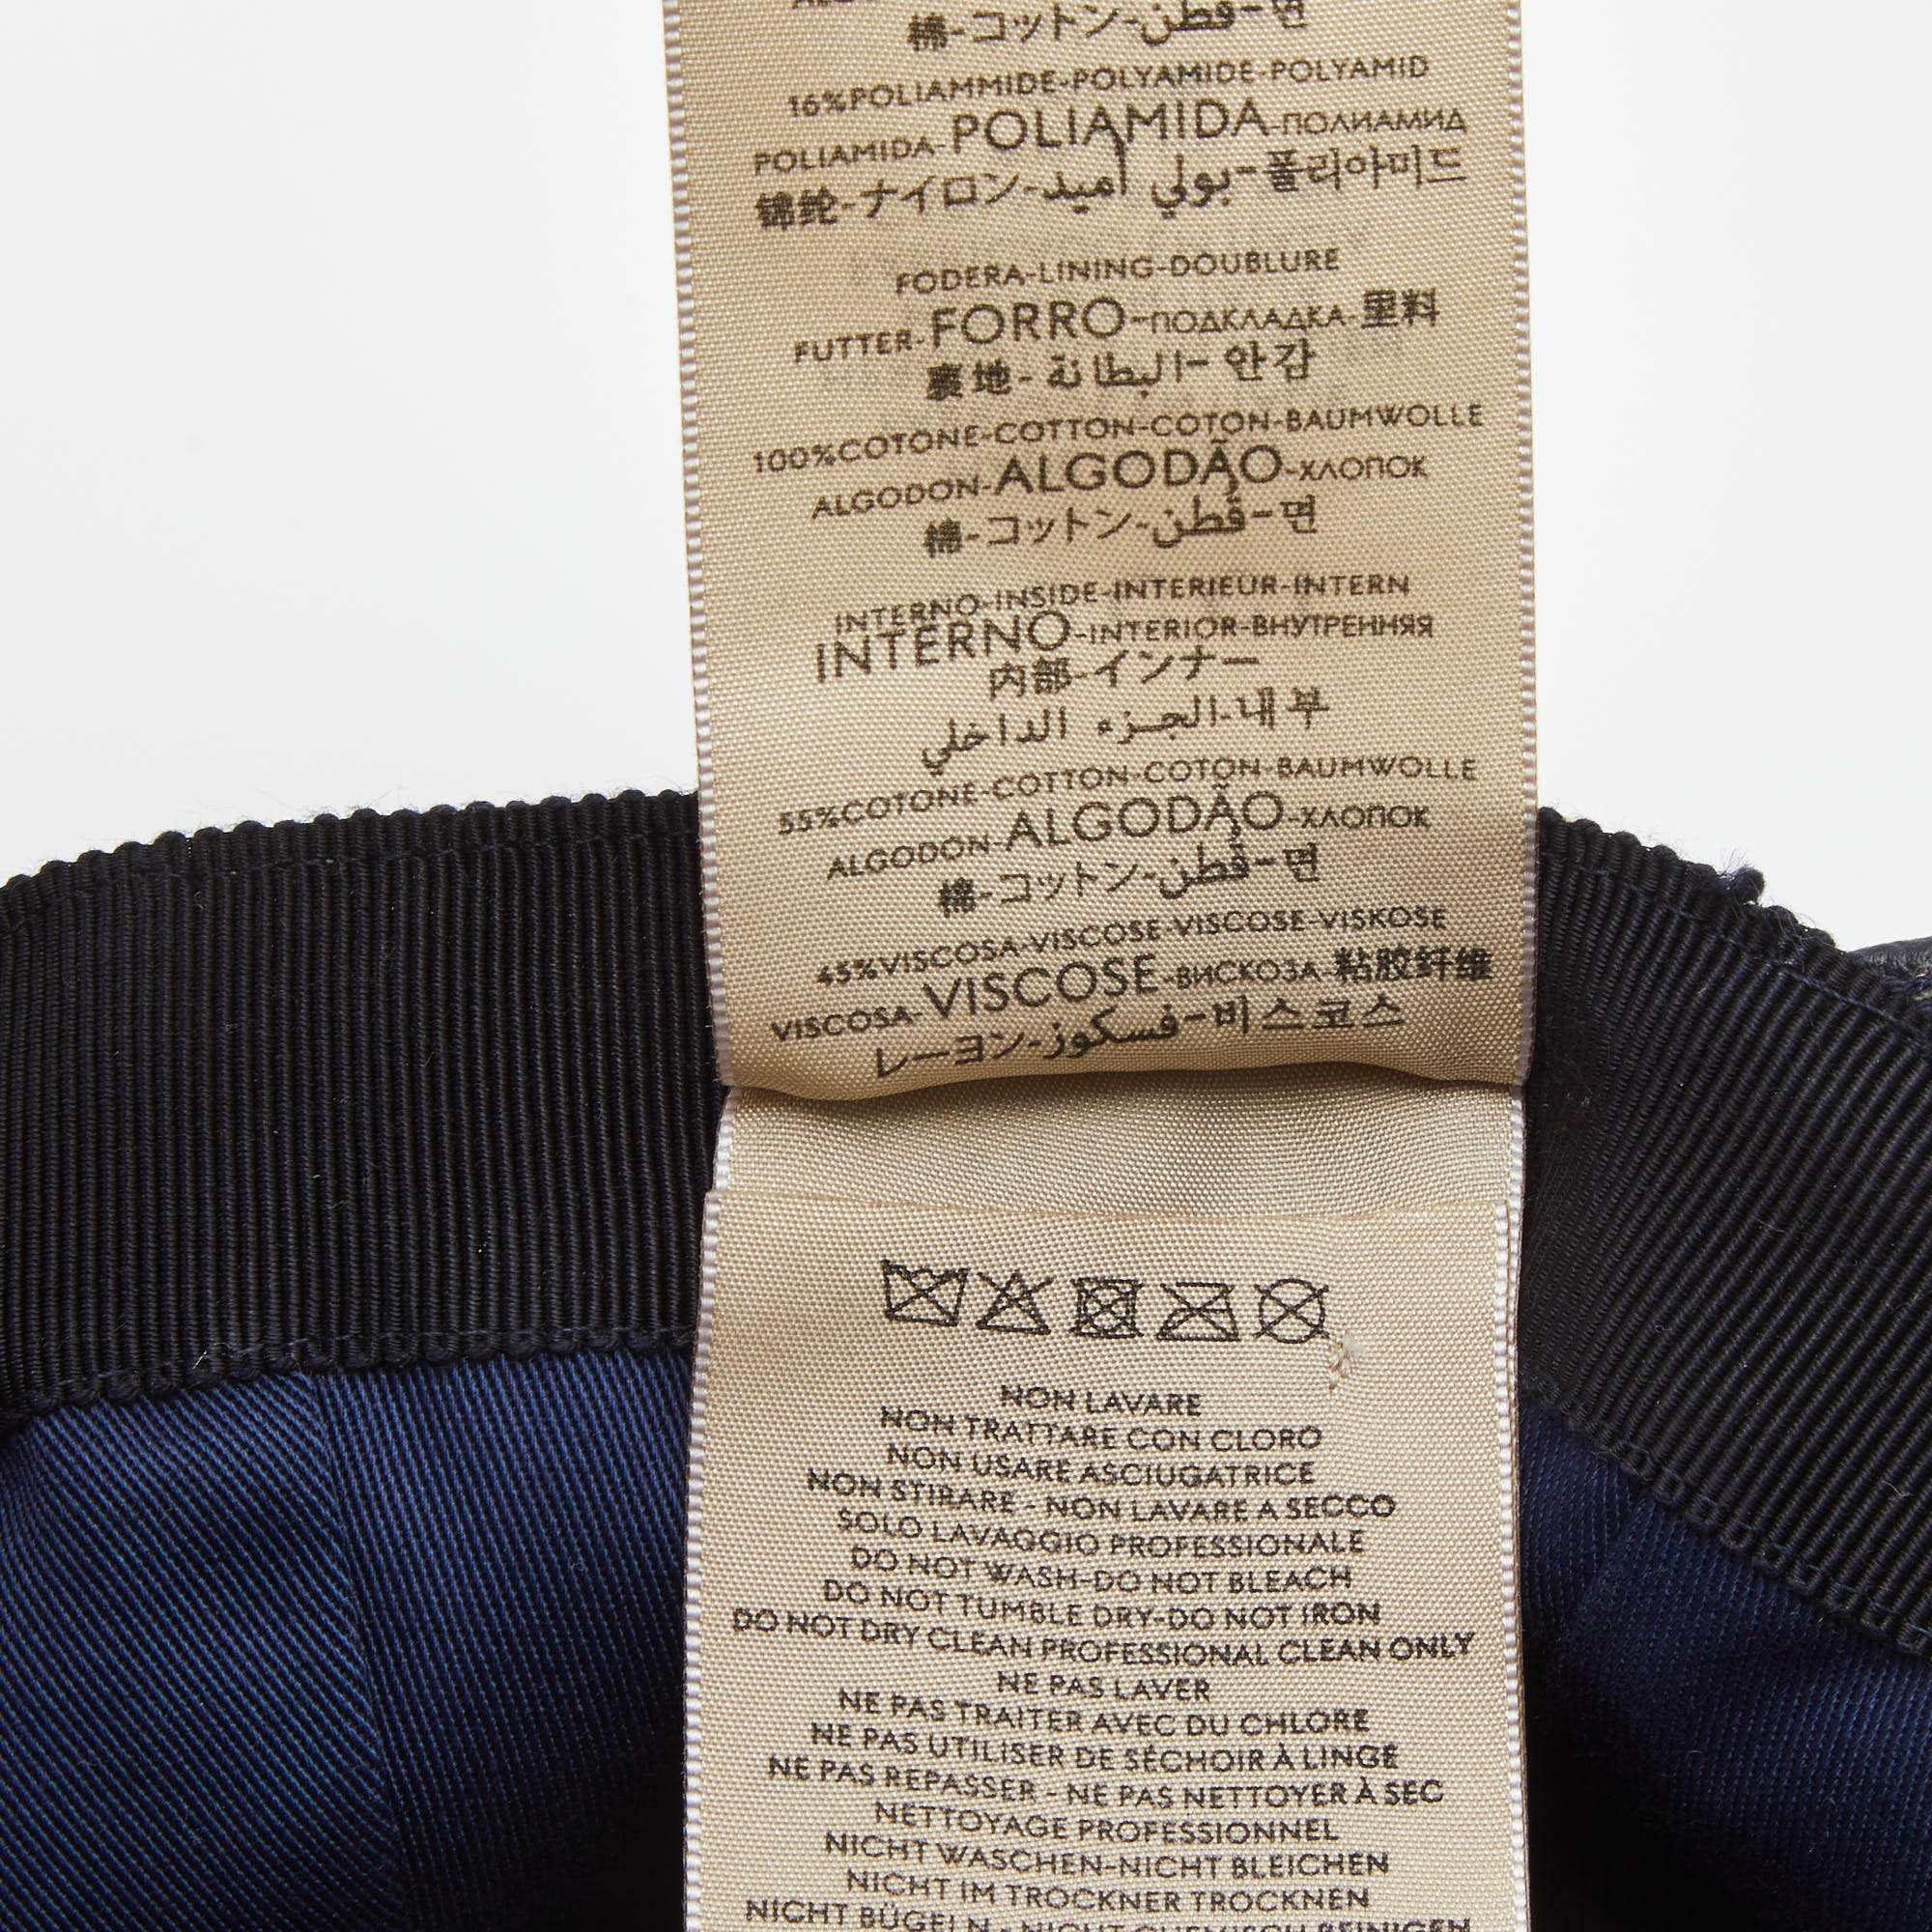 棉-コットン-قطن-면
16%POLIAMMIDE-POLYAMIDE-POLYAMID
POLIAMIDA-POLIAMIDA-ПОЛИАМИД
锦纶-ナイロン-بولي أميد-폴리아미드
FODERA-LINING-DOUBLURE
FUTTER-FORRO-ПОДКЛАДКА-里料
裏地-البطانة-안감
100%COTONE-COTTON-COTON-BAUMWOLLE
ALGODON-ALGODÃO-ХЛОПОК
棉-コットン-قطن-면
INTERNO-INSIDE-INTERIEUR-INTERN
INTERNO-INTERIOR-ВНУТРЕННЯЯ
内部-インナー
الجزء الداخلي-내부
55%COTONE-COTTON-COTON-BAUMWOLLE
ALGODON-ALGODÃO-ХЛОПОК
棉-コットン-قطن-면
45%VISCOSA-VISCOSE-VISCOSE-VISKOSE
VISCOSA-VISCOSE-ВИСКОЗА-粘胶纤维
レーヨン-فسكوز-비스코스
NON LAVARE
NON TRATTARE CON CLORO
NON USARE ASCIUGATRICE
NON STIRARE - NON LAVARE A SECCO
SOLO LAVAGGIO PROFESSIONALE
DO NOT WASH-DO NOT BLEACH
DO NOT TUMBLE DRY-DO NOT IRON
DO NOT DRY CLEAN PROFESSIONAL CLEAN ONLY
NE PAS LAVER
NE PAS TRAITER AVEC DU CHLORE
NE PAS UTILISER DE SÉCHOIR À LINGE
NE PAS REPASSER - NE PAS NETTOYER À SEC
NETTOYAGE PROFESSIONNEL
NICHT WASCHEN-NICHT BLEICHEN
NICHT IM TROCKNER TROCKNEN
NICHT BÜGELN - NICHT CHEMISCH REINIGEN